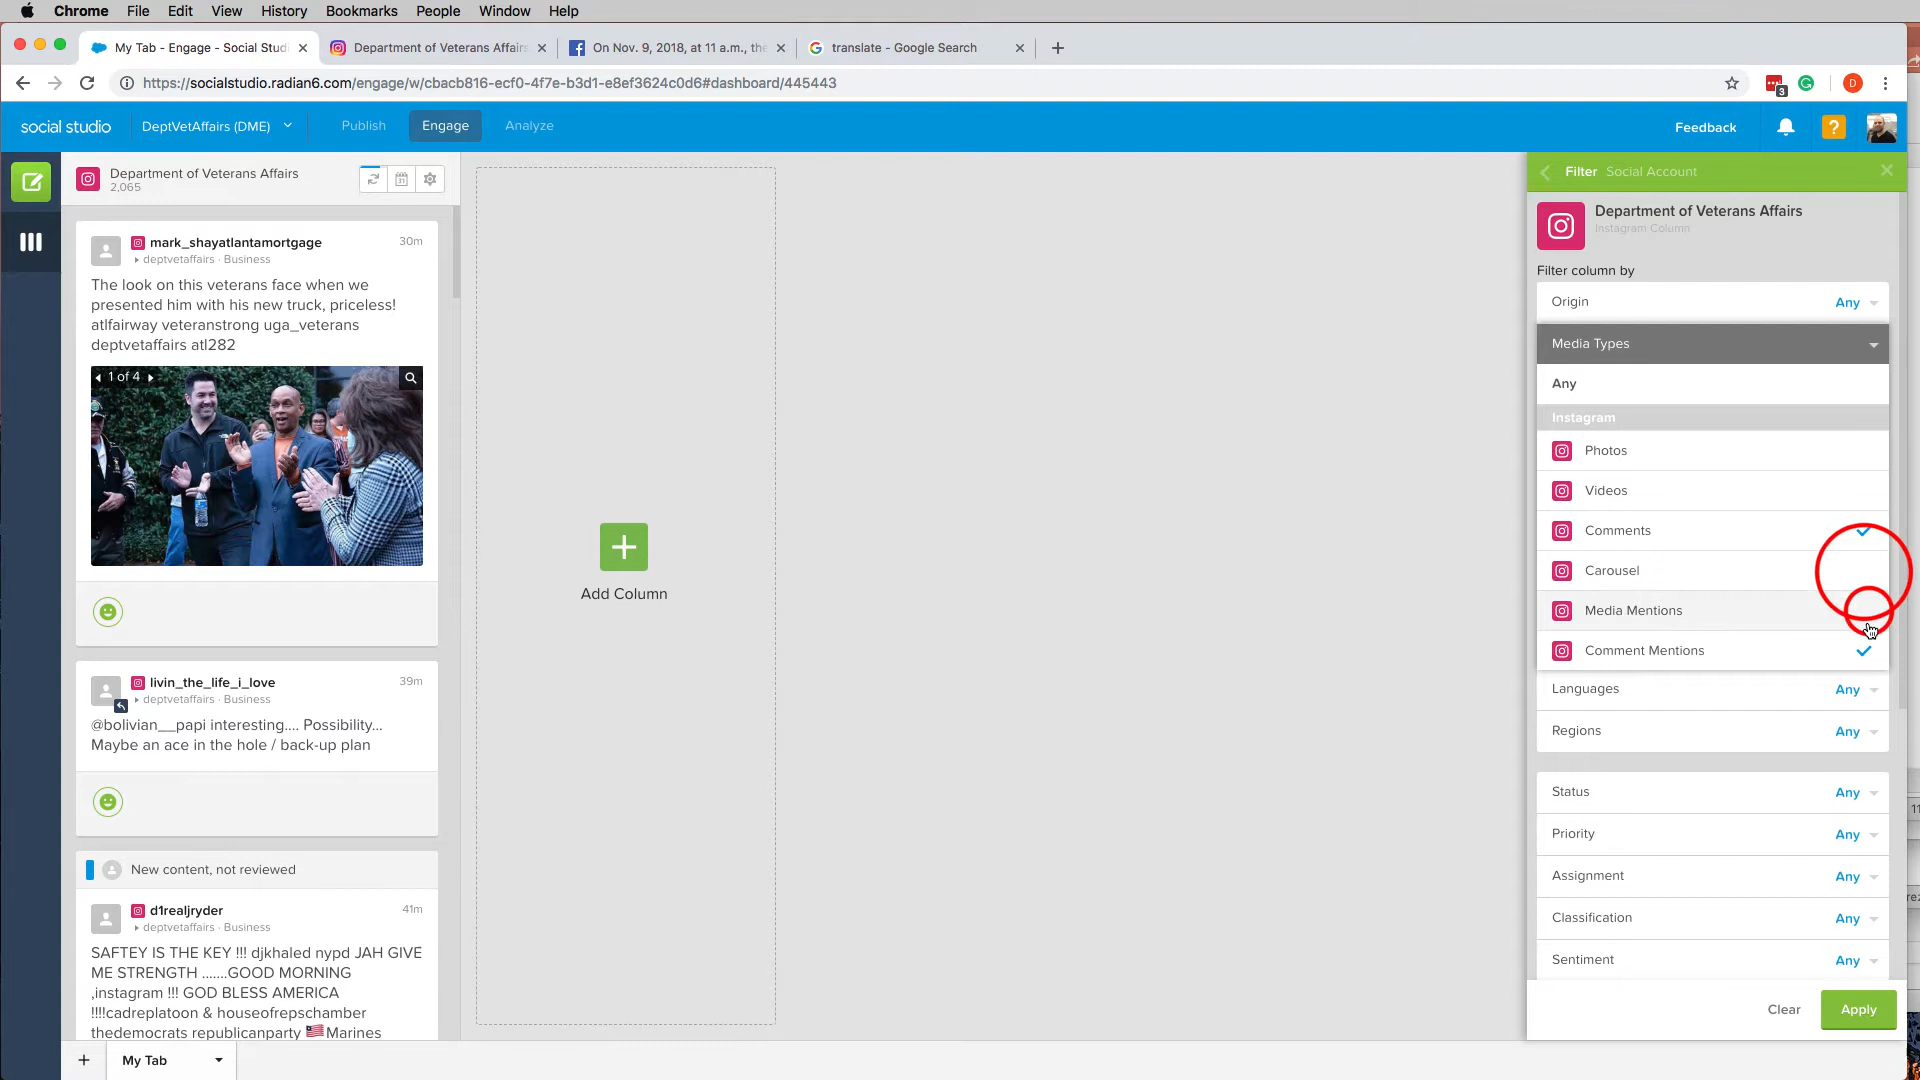 Chrome File Edit View History Bookmarks People Window Help
My Tab - Engage - Social Studi
Department of Veterans Affairs
On Nov. 9, 2018, at 11 a.m., the
translate - Google Search
https://socialstudio.radian6.com/engage/w/cbacb816-ecf0-4f7e-b3d1-e8ef3624c0d6#dashboard/445443
3
D
social studio
DeptVetAffairs (DME)
Publish
Engage
Analyze
Feedback
?
Department of Veterans Affairs
2,065
31
mark_shayatlantamortgage
30m
deptvetaffairs · Business
The look on this veterans face when we
presented him with his new truck, priceless!
atlfairway veteranstrong uga_veterans
deptvetaffairs atl282
1 of 4
livin_the_life_i_love
39m
deptvetaffairs · Business
@bolivian__papi interesting.... Possibility...
Maybe an ace in the hole / back-up plan
New content, not reviewed
d1realjryder
41m
deptvetaffairs · Business
SAFTEY IS THE KEY !!! djkhaled nypd JAH GIVE
ME STRENGTH .......GOOD MORNING
,instagram !!! GOD BLESS AMERICA
!!!!cadreplatoon & houseofrepschamber
thedemocrats republicanparty 🇺🇸Marines
My Tab
Add Column
Filter Social Account
Department of Veterans Affairs
Instagram Column
Filter column by
Origin Any
Media Types
Any
Instagram
Photos
Videos
Comments
Carousel
Media Mentions
Comment Mentions
Languages Any
Regions Any
Status Any
Priority Any
Assignment Any
Classification Any
Sentiment Any
Clear
Apply